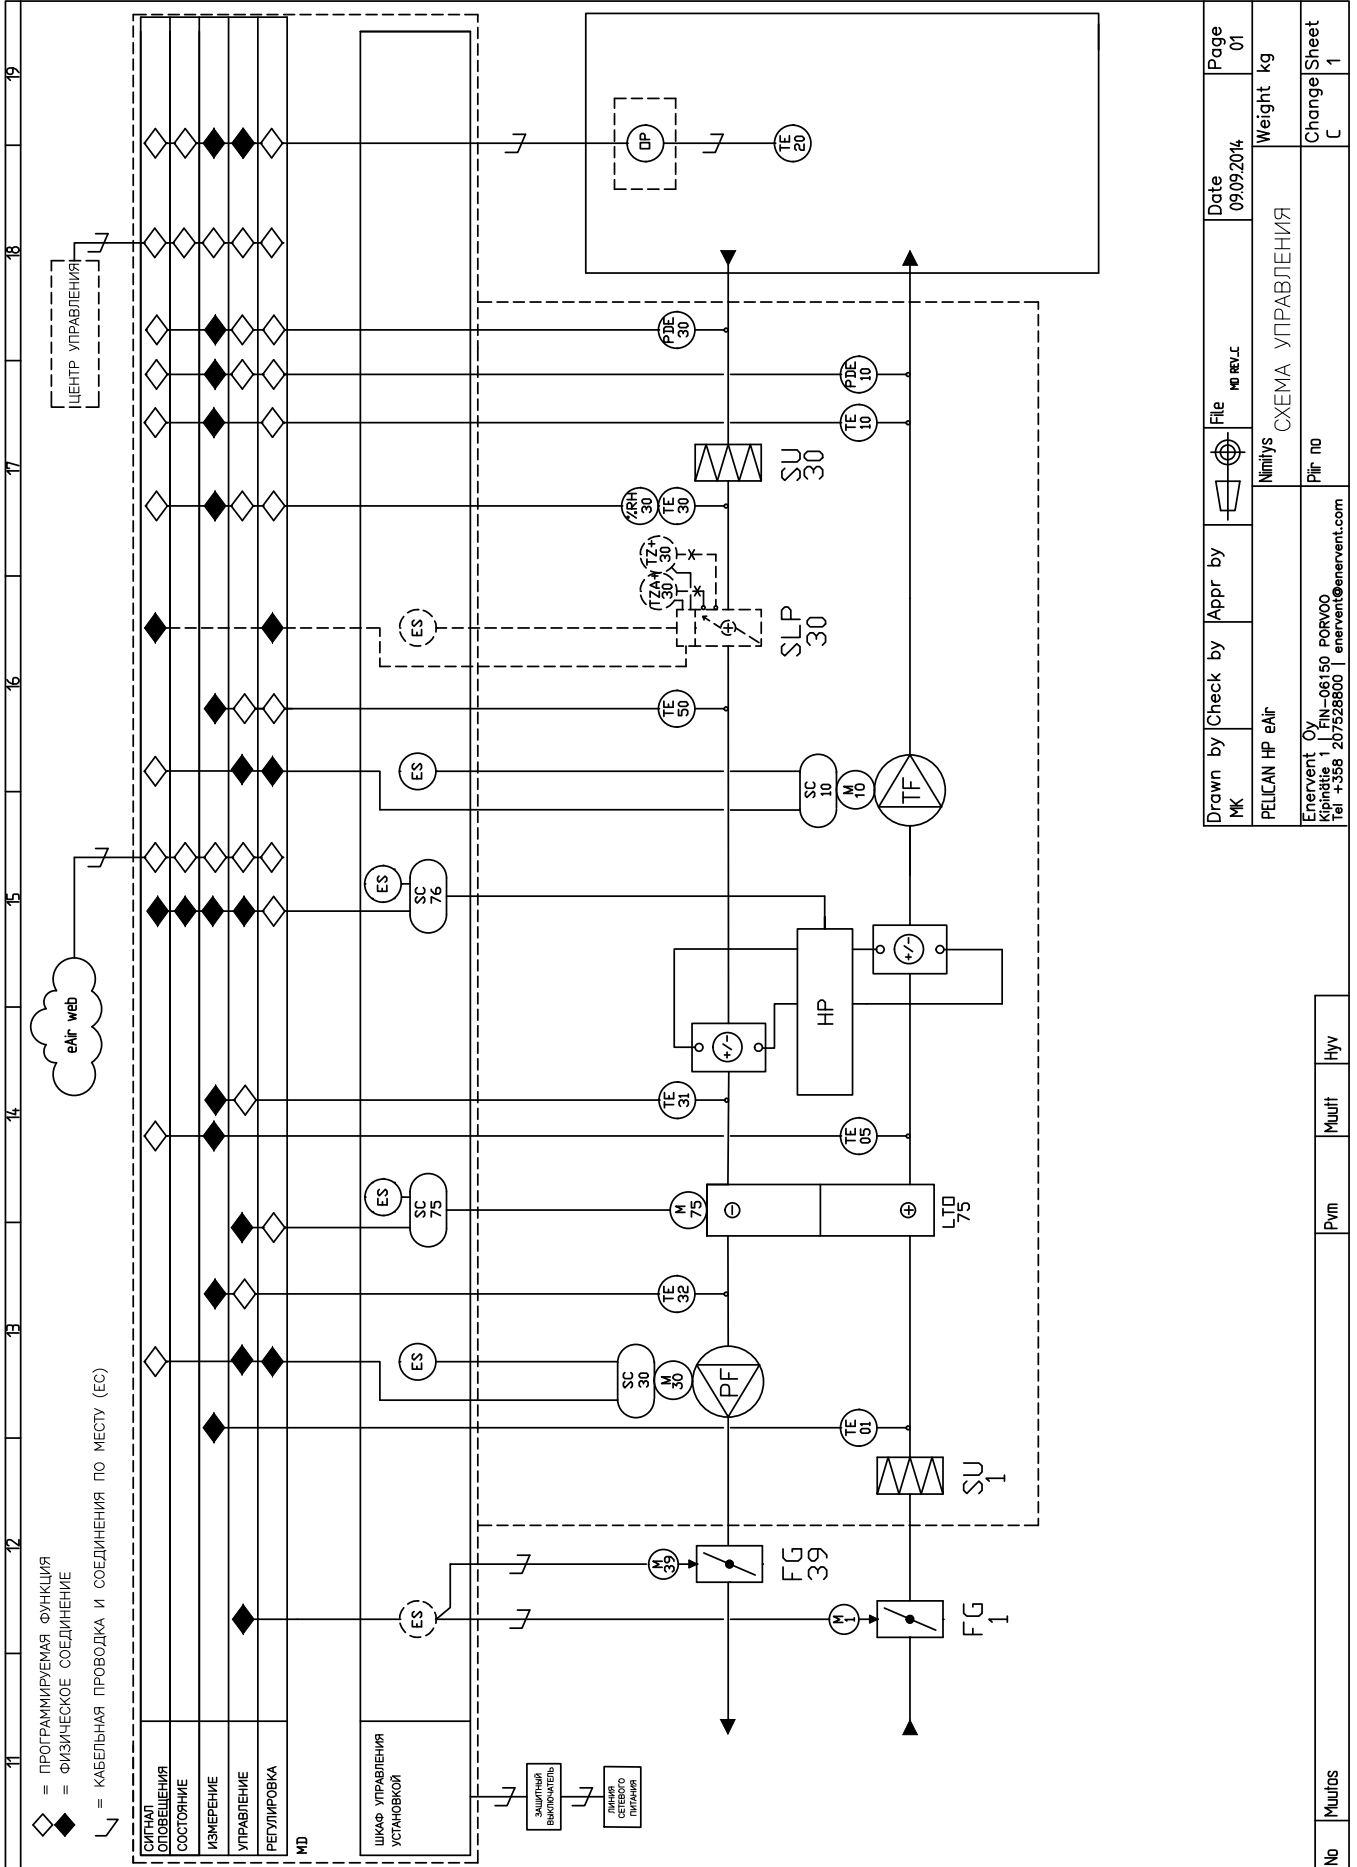 11
12
13
14
15
16
17
18
19
= ПРОГРАММИРУЕМАЯ ФУНКЦИЯ
= ФИЗИЧЕСКОЕ СОЕДИНЕНИЕ
= КАБЕЛЬНАЯ ПРОВОДКА И СОЕДИНЕНИЯ ПО МЕСТУ (ЕС)
eAir web
ЦЕНТР УПРАВЛЕНИЯ
СИГНАЛ
ОПОВЕЩЕНИЯ
СОСТОЯНИЕ
ИЗМЕРЕНИЕ
УПРАВЛЕНИЕ
РЕГУЛИРОВКА
MD
ШКАФ УПРАВЛЕНИЯ
УСТАНОВКОЙ
ES
ES
ES
SC
75
ES
SC
76
ES
ES
ЗАЩИТНЫЙ
ВЫКЛЮЧАТЕЛЬ
ЛИНИЯ
СЕТЕВОГО
ПИТАНИЯ
M
39
FG
39
M
1
FG
1
SU
1
TE
01
SC
30
M
30
PF
TE
32
M
75
LTO
75
TE
05
TE
31
+/-
HP
+/-
SC
10
M
10
TF
TE
50
SLP
30
TZA+
30
TZ+
30
%RH
30
TE
30
SU
30
TE
10
PDE
10
PDE
30
OP
TE
20
No
Muutos
Pvm
Muutt
Hyv
Drawn by
MK
Check by
Appr by
File
MD REV_C
Date
09.09.2014
Page
01
PELICAN HP eAir
Nimitys
СХЕМА УПРАВЛЕНИЯ
Weight kg
Enervent Oy
Kipinätie 1 | FIN-06150 PORVOO
Tel +358 207528800 | enervent@enervent.com
Piir no
Change
C
Sheet
1